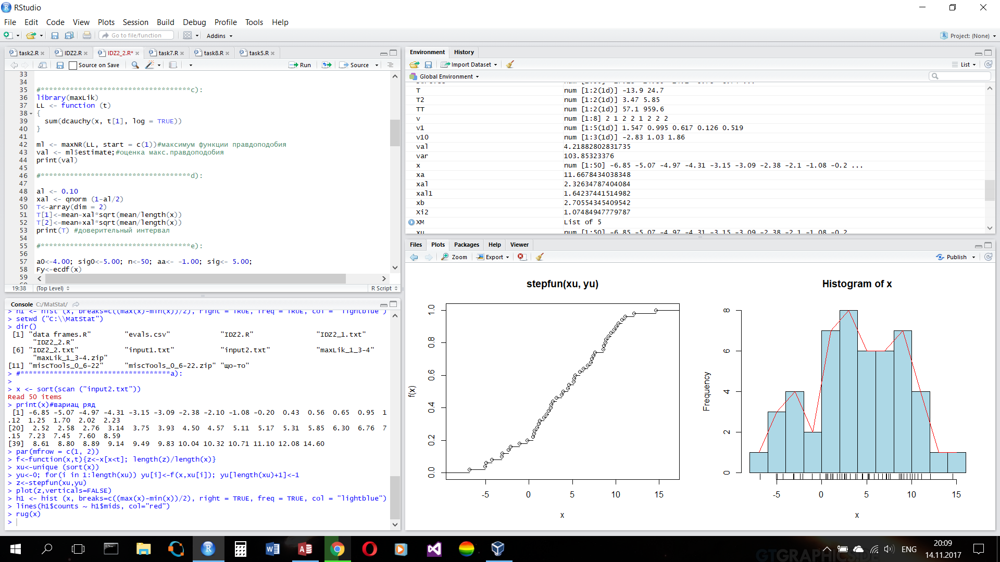 RStudio
File Edit Code View Plots Session Build Debug Profile Tools Help
Go to file/function Addins Project: (None)
task2.R IDZ2.R IDZ2_2.R* task7.R task8.R task5.R
Source on Save Run Source
33
34
35 #************************************c):
36 library(maxLik)
37 LL <- function (t)
38 {
39 sum(dcauchy(x, t[1], log = TRUE))
40 }
41
42 ml <- maxNR(LL, start = c(1))#максимум функции правдоподобия
43 val <- ml$estimate;#оценка макс.правдоподобия
44 print(val)
45
46 #************************************d):
47
48 al <- 0.10
49 xal <- qnorm (1-al/2)
50 T<-array(dim = 2)
51 T[1]<-mean-xal*sqrt(mean/length(x))
52 T[2]<-mean+xal*sqrt(mean/length(x))
53 print(T) #доверительный интервал
54
55 #************************************e):
56
57 a0<-4.00; sig0<-5.00; n<-50; aa<- -1.00; sig<- 5.00;
58 Fy<-ecdf(x)
59
19:38 (Top Level) R Script
Console C:/MatStat/
> h1 <- hist (x, breaks=c((max(x)-min(x))/2), right = TRUE, freq = TRUE, col = "lightblue")
> setwd ("C:\\MatStat")
> dir()
[1] "data frames.R" "evals.csv" "IDZ2.R" "IDZ2_1.txt"
"IDZ2_2.R"
[6] "IDZ2_2.txt" "input1.txt" "input2.txt" "maxLik_1_3-4"
"maxLik_1_3-4.zip"
[11] "miscTools_0_6-22" "miscTools_0_6-22.zip" "що-то"
> #************************************a):
>
> x <- sort(scan ("input2.txt"))
Read 50 items
> print(x)#вариац ряд
[1] -6.85 -5.07 -4.97 -4.31 -3.15 -3.09 -2.38 -2.10 -1.08 -0.20 0.43 0.56 0.65 0.95 1
.12 1.25 1.70 2.02 2.23
[20] 2.52 2.58 2.76 3.14 3.75 3.93 4.50 4.57 5.11 5.17 5.31 5.85 6.30 6.76 7
.15 7.23 7.45 7.60 8.59
[39] 8.61 8.80 8.89 9.14 9.49 9.83 10.04 10.32 10.71 11.10 12.08 14.60
> par(mfrow = c(1, 2))
> f<-function(x,t){z<-x[x<t]; length(z)/length(x)}
> xu<-unique (sort(x))
> yu<-0; for(i in 1:length(xu)) yu[i]<-f(x,xu[i]); yu[length(xu)+1]<-1
> z<-stepfun(xu,yu)
> plot(z,verticals=FALSE)
> h1 <- hist (x, breaks=c((max(x)-min(x))/2), right = TRUE, freq = TRUE, col = "lightblue")
> lines(h1$counts ~ h1$mids, col="red")
> rug(x)
>
Environment History
Import Dataset List
Global Environment
T num [1:2(1d)] -13.9 24.7
T2 num [1:2(1d)] 3.47 5.85
TT num [1:2(1d)] 57.1 959.6
v num [1:8] 2 1 2 2 1 2 2 2
v1 num [1:5(1d)] 1.547 0.995 0.617 0.126 0.519
v10 num [1:3(1d)] -2.83 1.03 1.86
val 4.21882802831735
var 103.85323376
x num [1:50] -6.85 -5.07 -4.97 -4.31 -3.15 -3.09 -2.38 -2.1 -1.08 -0.2 ...
xa 11.6678434038348
xal 2.32634787404084
xal1 1.64237441514982
xb 2.70554345409542
xi2 1.07484947779787
XM List of 5
xu num [1:50] -6.85 -5.07 -4.97 -4.31 -3.15 -3.09 -2.38 -2.1 -1.08 -0.2
Files Plots Packages Help Viewer
Zoom Export Publish
stepfun(xu, yu)
f(x)
0.0 0.2 0.4 0.6 0.8 1.0
-5 0 5 10 15
x
Histogram of x
Frequency
0 2 4 6 8
-5 0 5 10 15
x
ENG
20:09
14.11.2017
GTGRAPHICS.DE